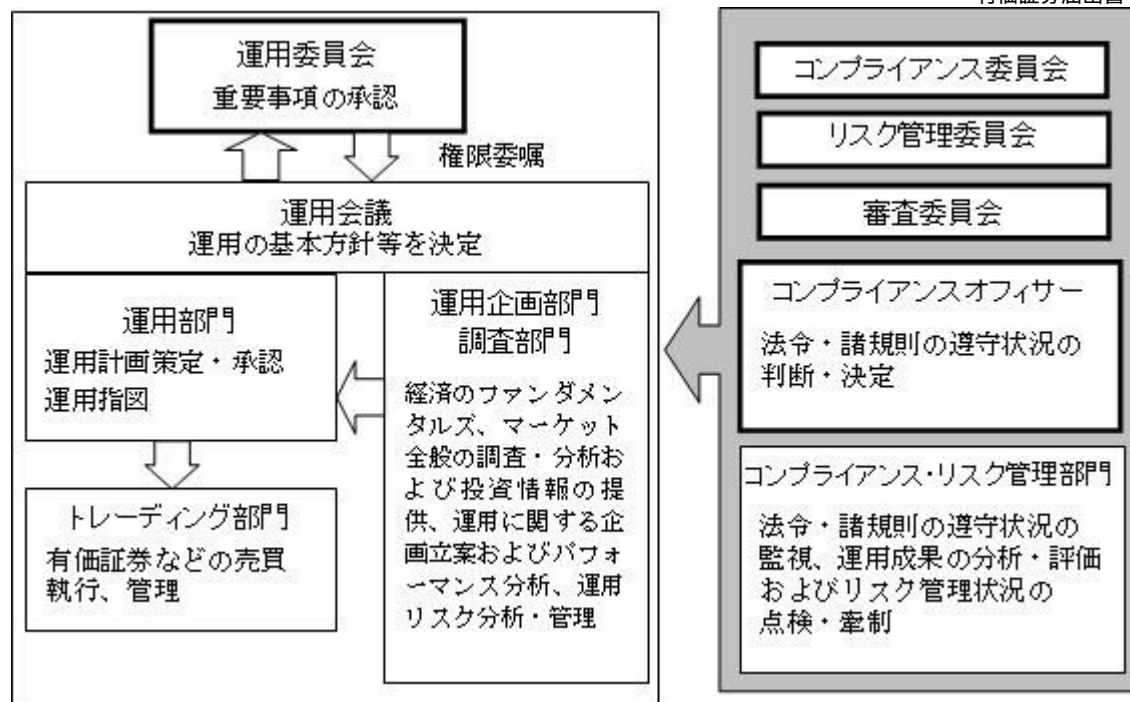 運用委員会
重要事項の承認
権限委嘱
運用会議
運用の基本方針等を決定
運用部門
運用計画策定・承認
運用指図
トレーディング部門
有価証券などの売買
執行、管理
運用企画部門
調査部門
経済のファンダメン
タルズ、マーケット
全般の調査・分析お
よび投資情報の提
供、運用に関する企
画立案およびパフォ
ーマンス分析、運用
リスク分析・管理
コンプライアンス委員会
リスク管理委員会
審査委員会
コンプライアンスオフィサー
法令・諸規則の遵守状況の
判断・決定
コンプライアンス・リスク管理部門
法令・諸規則の遵守状況の
監視、運用成果の分析・評価
およびリスク管理状況の
点検・牽制